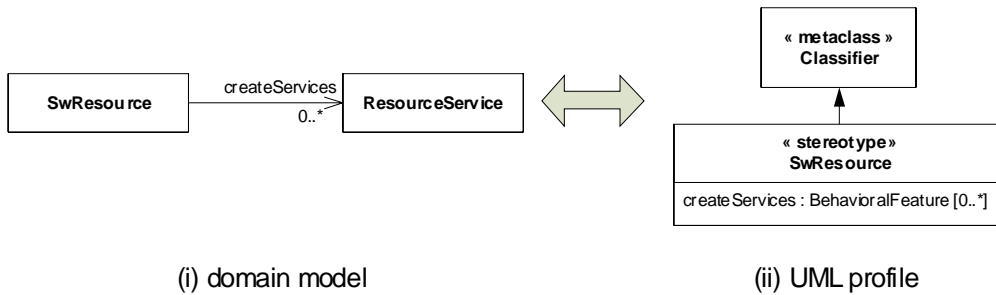 SwResource
createServices
0..*
ResourceService
« metaclass »
Classifier
« stereotype»
SwResource
createServices : BehavioralFeature [0..*]
(i) domain model
(ii) UML profile